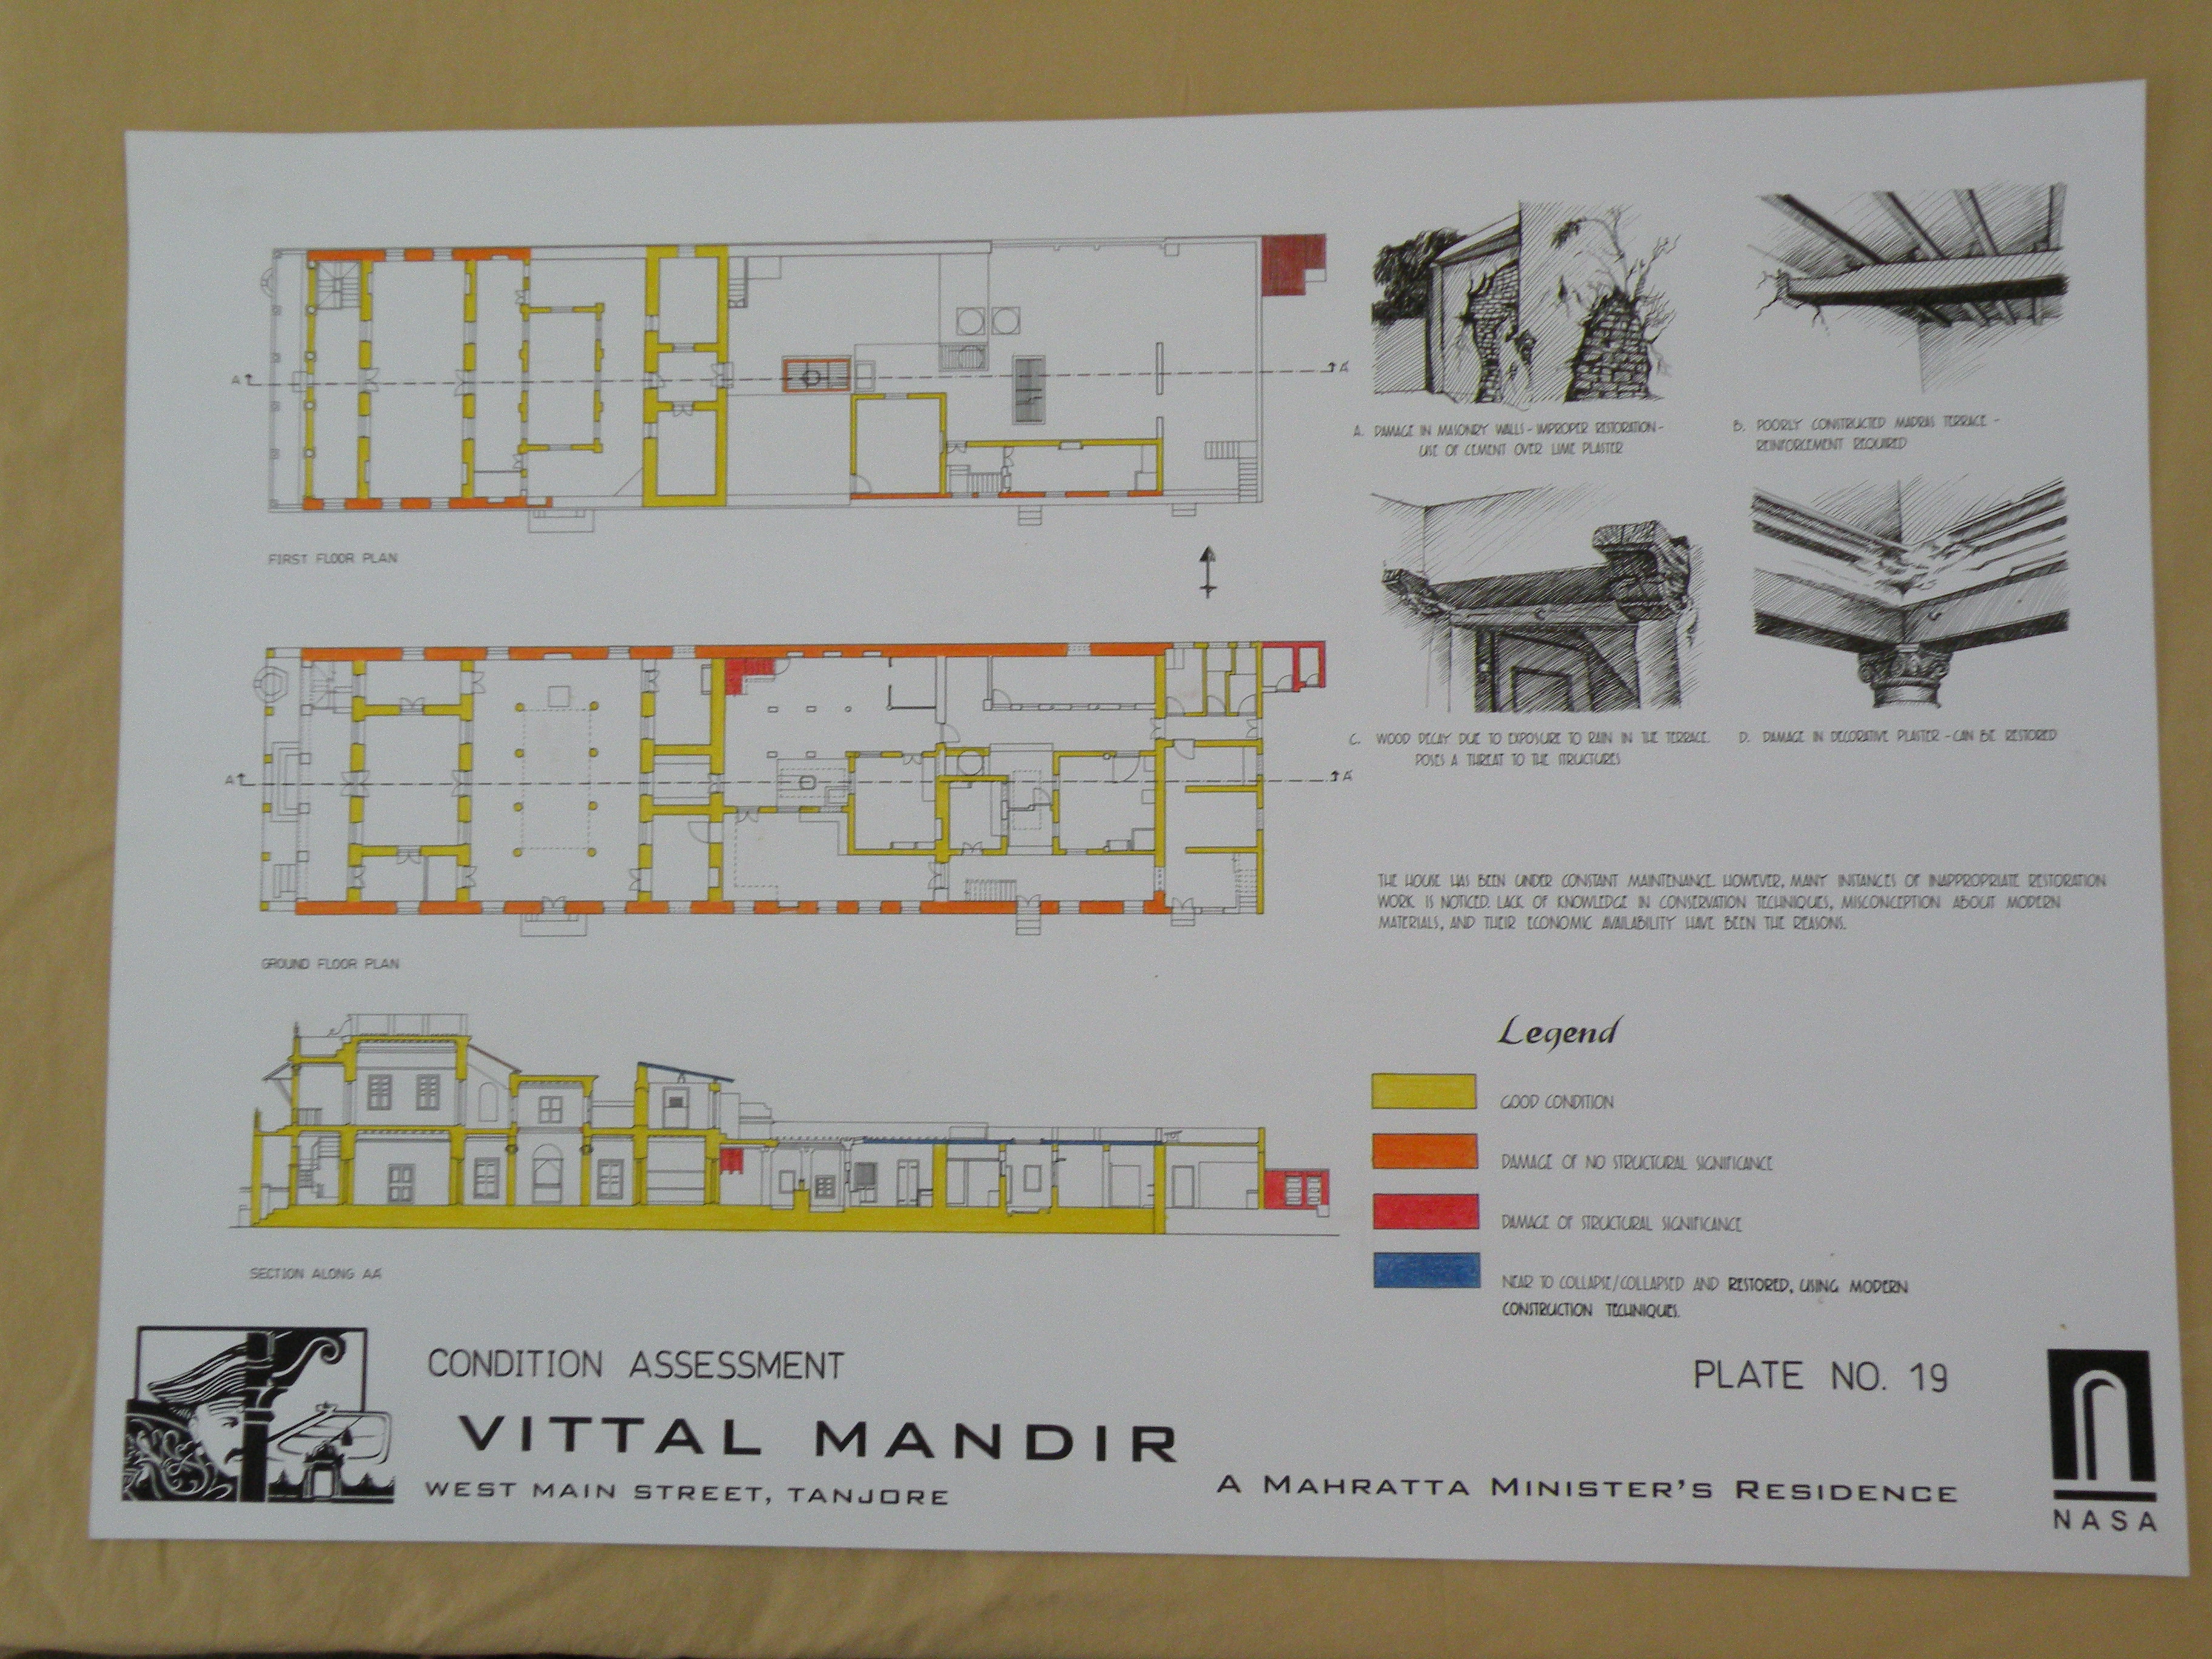 A
A'
FIRST FLOOR PLAN
A
A'
GROUND FLOOR PLAN
SECTION ALONG AA'
A. DAMAGE IN MASONRY WALLS - IMPROPER RESTORATION -
USE OF CEMENT OVER LIME PLASTER
B. POORLY CONSTRUCTED MADRAS TERRACE -
REINFORCEMENT REQUIRED
C. WOOD DECAY DUE TO EXPOSURE TO RAIN IN THE TERRACE.
POSES A THREAT TO THE STRUCTURES
D. DAMAGE IN DECORATIVE PLASTER - CAN BE RESTORED
THE HOUSE HAS BEEN UNDER CONSTANT MAINTENANCE. HOWEVER, MANY INSTANCES OF INAPPROPRIATE RESTORATION
WORK IS NOTICED. LACK OF KNOWLEDGE IN CONSERVATION TECHNIQUES, MISCONCEPTION ABOUT MODERN
MATERIALS, AND THEIR ECONOMIC AVAILABILITY HAVE BEEN THE REASONS.
Legend
GOOD CONDITION
DAMAGE OF NO STRUCTURAL SIGNIFICANCE
DAMAGE OF STRUCTURAL SIGNIFICANCE
NEAR TO COLLAPSE/COLLAPSED AND RESTORED, USING MODERN
CONSTRUCTION TECHNIQUES.
CONDITION ASSESSMENT
PLATE NO. 19
VITTAL MANDIR
WEST MAIN STREET, TANJORE
A MAHRATTA MINISTER'S RESIDENCE
NASA